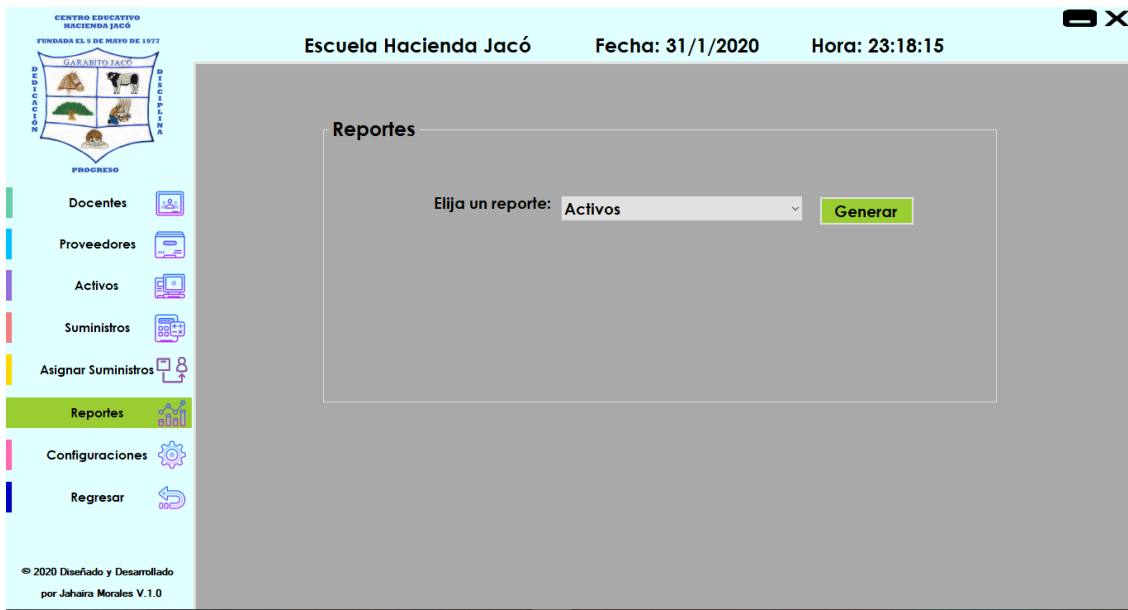 CENTRO EDUCATIVO
HACIENDA JACÓ
FUNDADA EL 5 DE MAYO DE 1977
GARABITO JACÓ
DEDICACIÓN
DISCIPLINA
PROGRESO
Escuela Hacienda Jacó Fecha: 31/1/2020 Hora: 23:18:15
Docentes
Proveedores
Activos
Suministros
Asignar Suministros
Reportes
Configuraciones
Regresar
© 2020 Diseñado y Desarrollado
por Jahaira Morales V.1.0
Reportes
Elija un reporte: Activos Generar